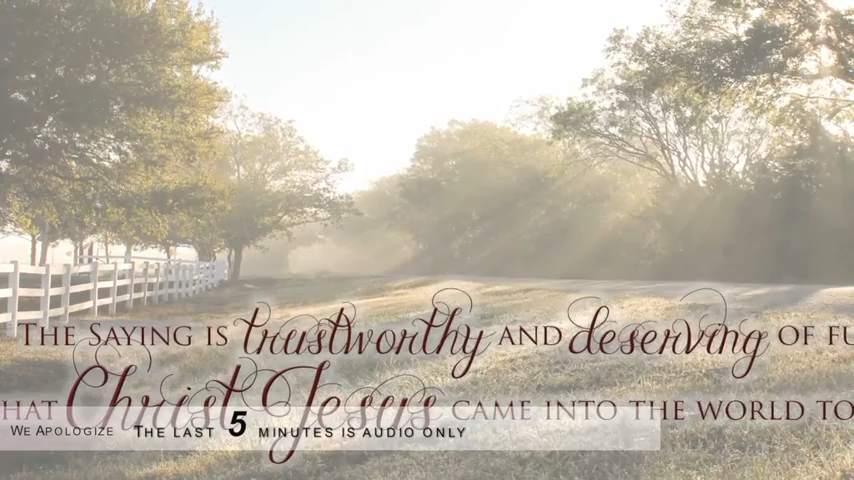 The Saying is trustworthy and deserving of fu
hat Christ Jesus came into the world to
We Apologize The last 5 minutes is audio only